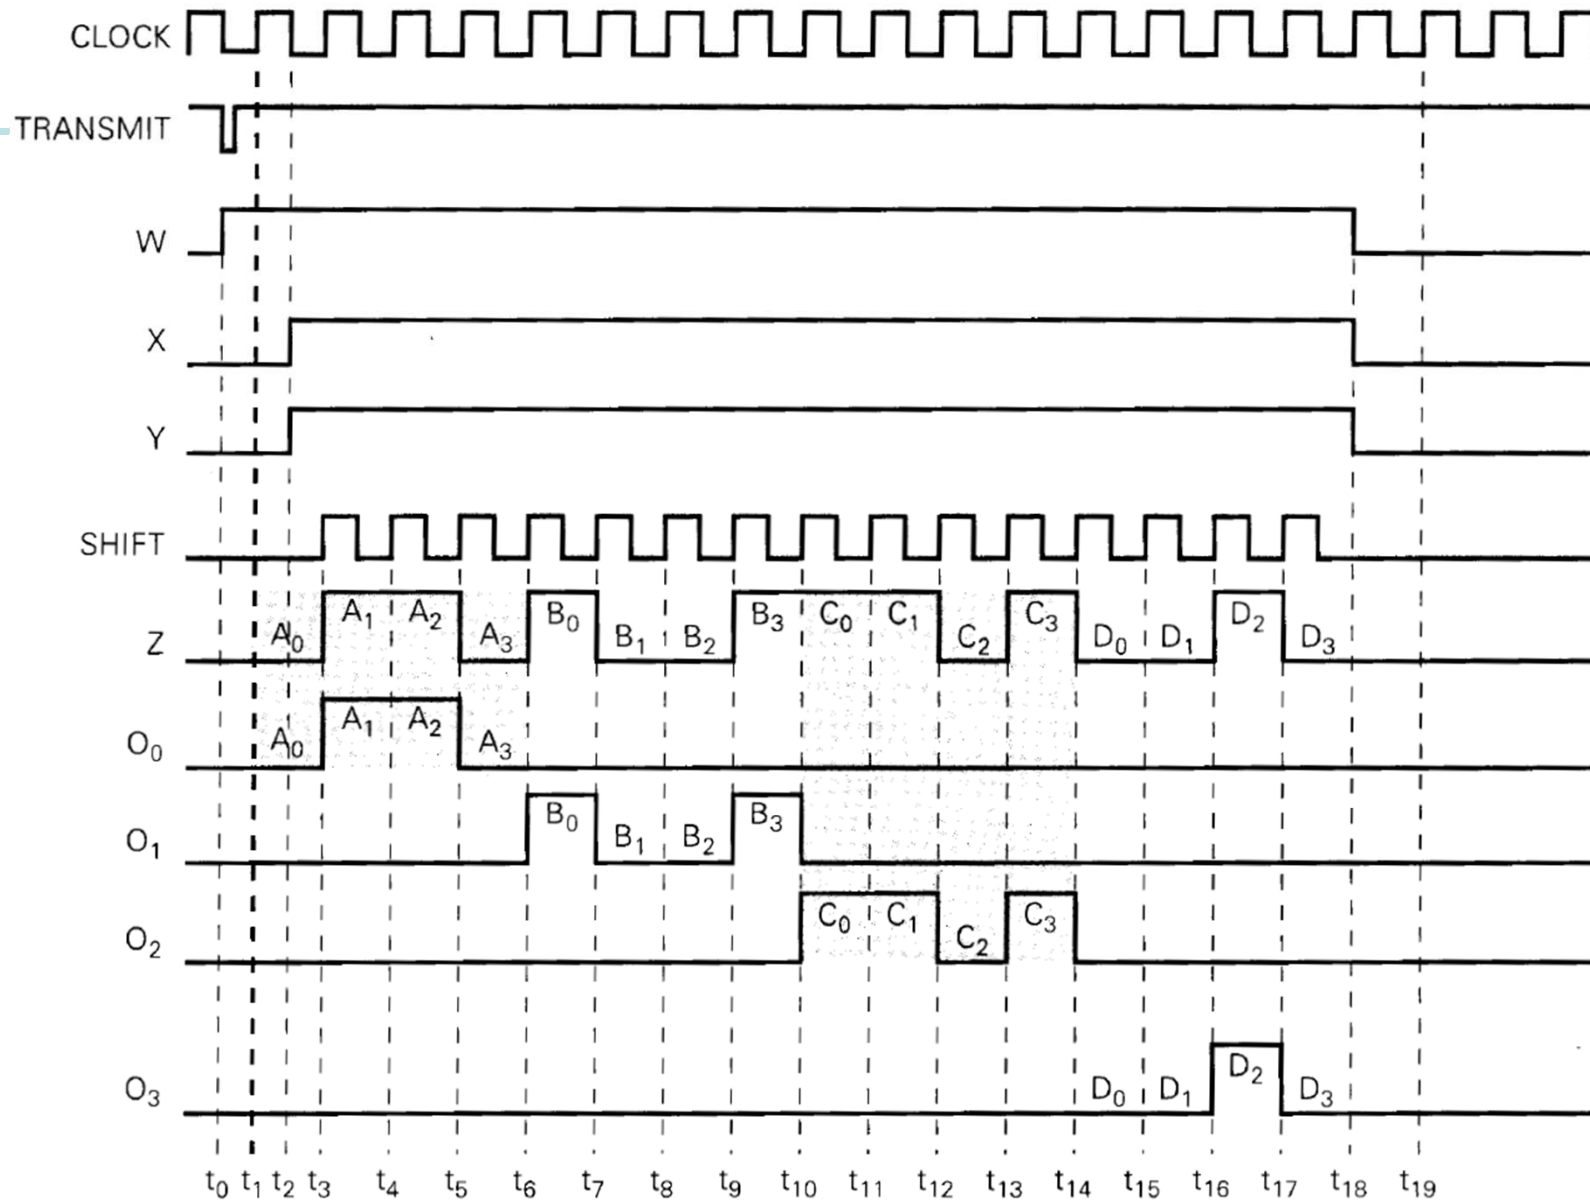 CLOCK
TRANSMIT
W
X
Y
SHIFT
Z A₀ A₁ A₂ A₃ B₀ B₁ B₂ B₃ C₀ C₁ C₂ C₃ D₀ D₁ D₂ D₃
O₀ A₀ A₁ A₂ A₃
O₁ B₀ B₁ B₂ B₃
O₂ C₀ C₁ C₂ C₃
O₃ D₀ D₁ D₂ D₃
t₀ t₁ t₂ t₃ t₄ t₅ t₆ t₇ t₈ t₉ t₁₀ t₁₁ t₁₂ t₁₃ t₁₄ t₁₅ t₁₆ t₁₇ t₁₈ t₁₉